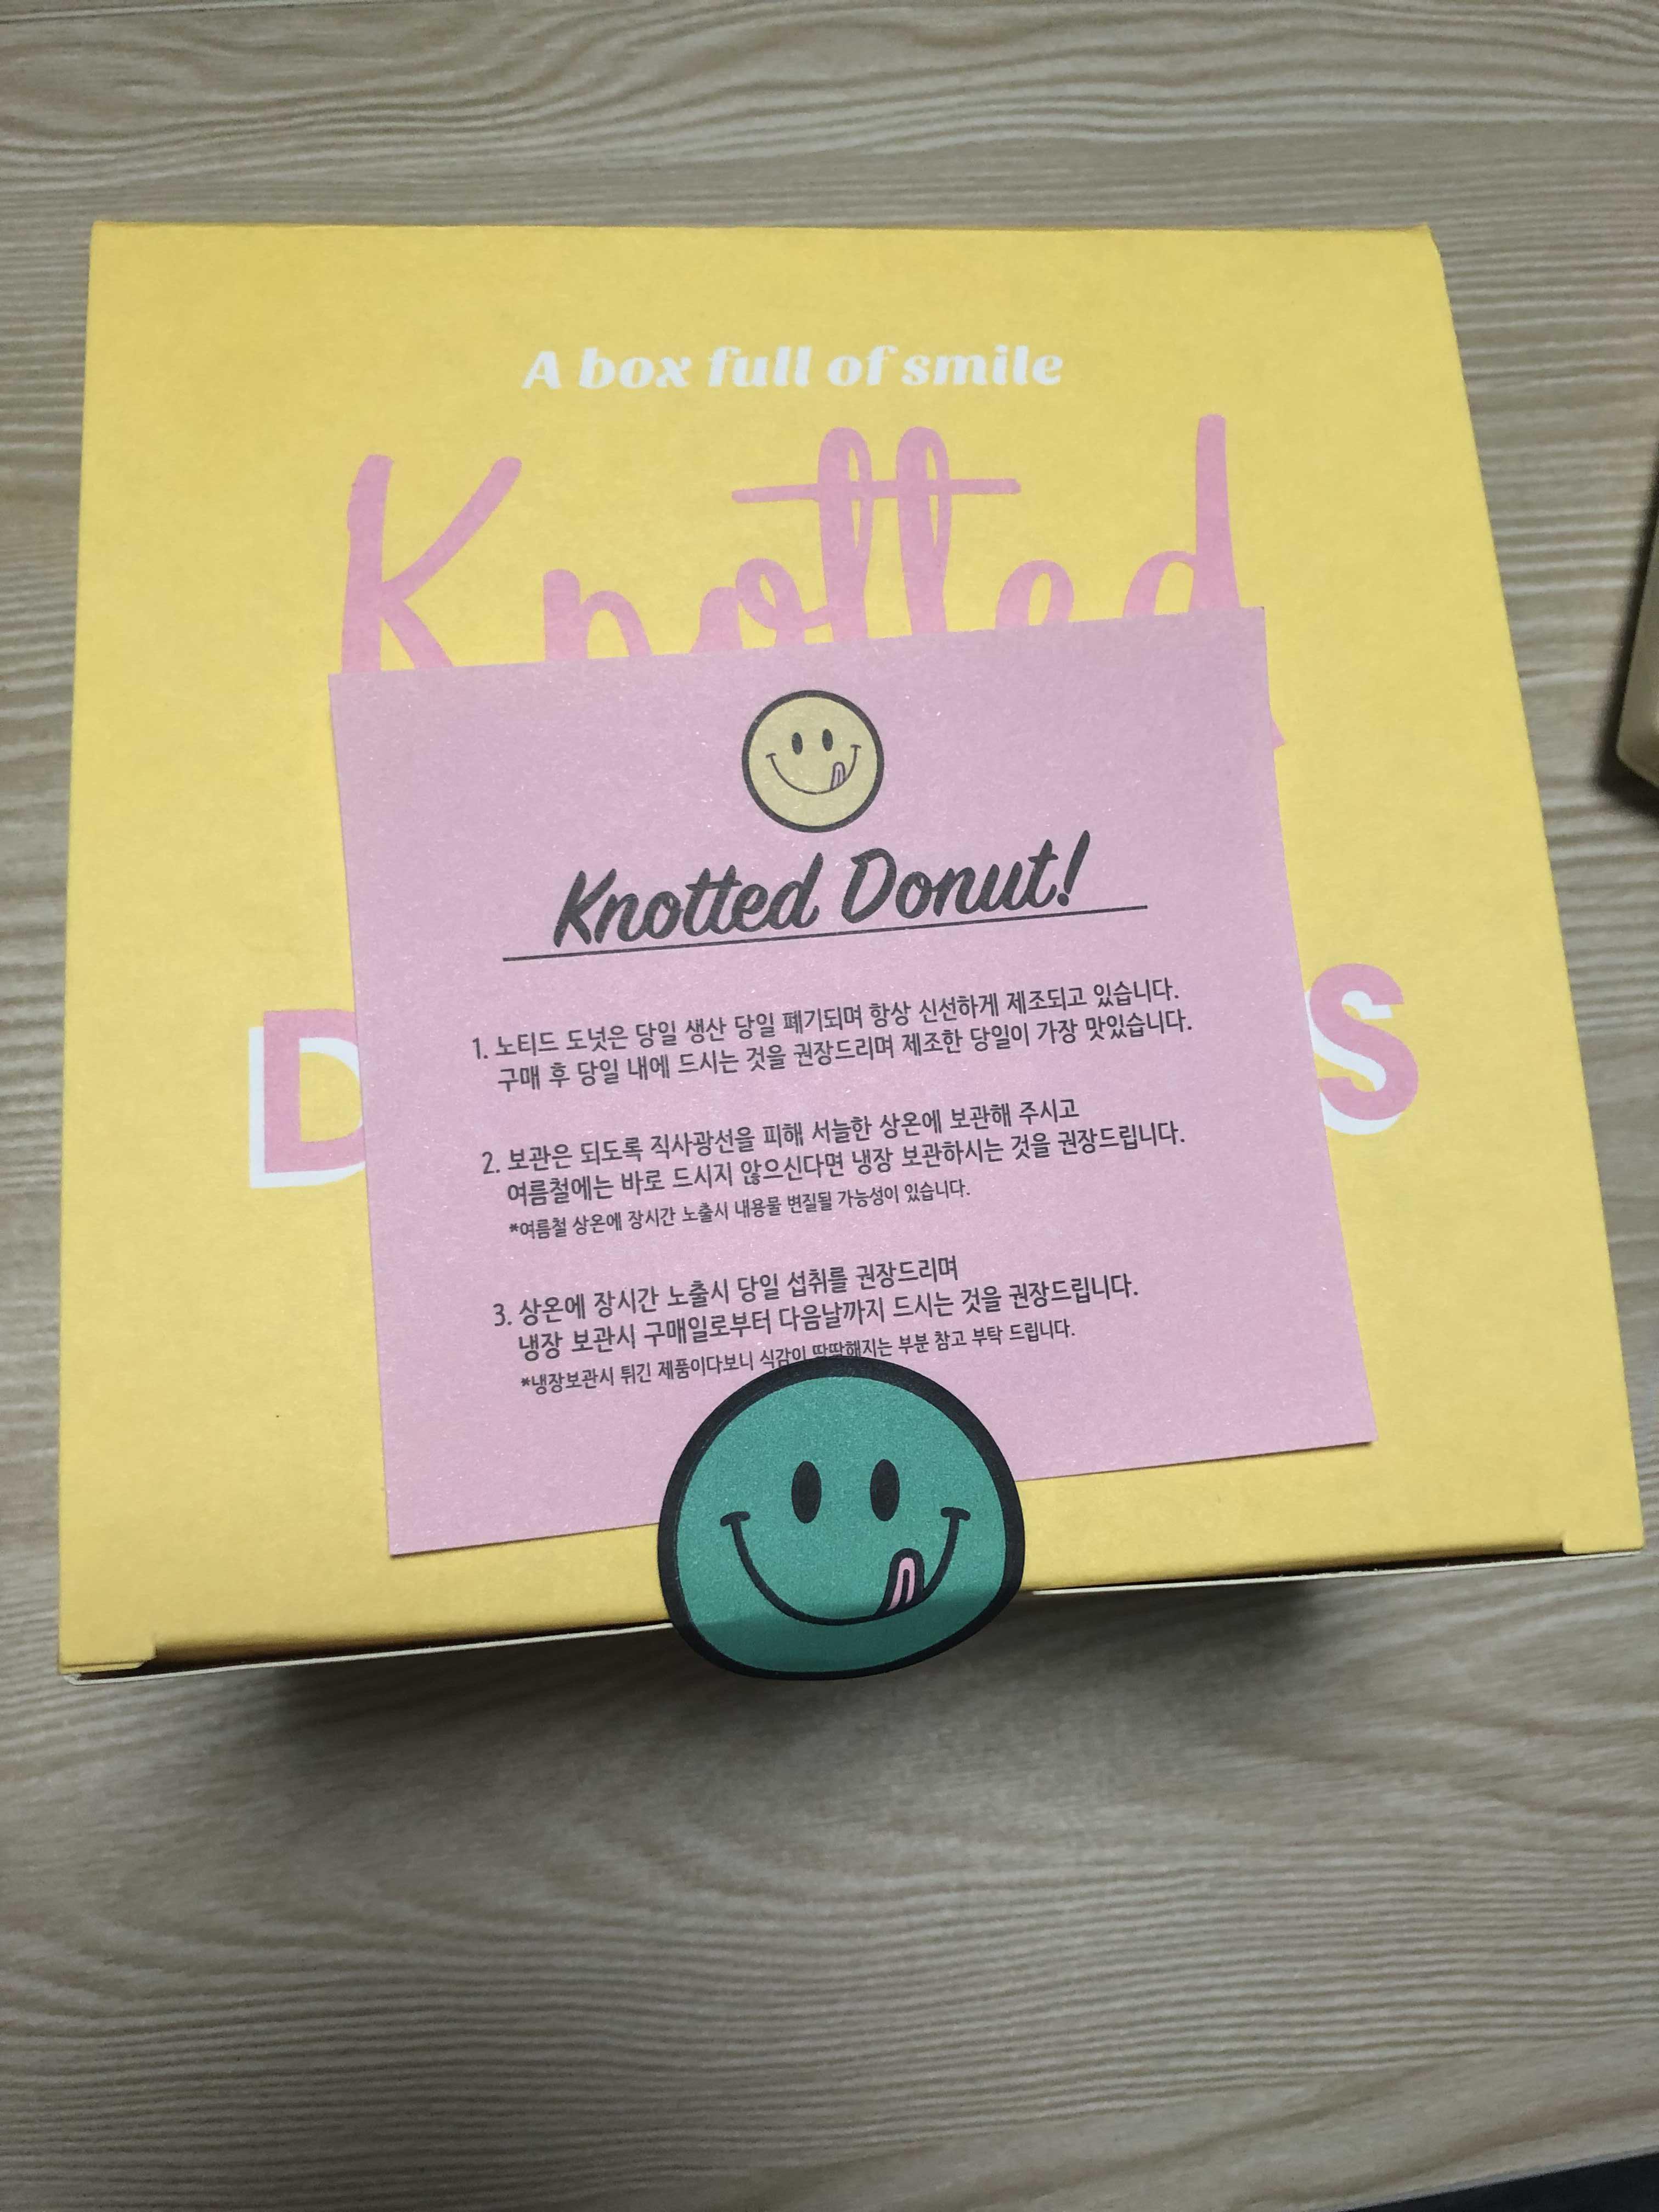 A box full of smile
Knotted
D S
Knotted Donut!
1. 노티드 도넛은 당일 생산 당일 폐기되며 항상 신선하게 제조되고 있습니다.
구매 후 당일 내에 드시는 것을 권장드리며 제조한 당일이 가장 맛있습니다.
2. 보관은 되도록 직사광선을 피해 서늘한 상온에 보관해 주시고
여름철에는 바로 드시지 않으신다면 냉장 보관하시는 것을 권장드립니다.
*여름철 상온에 장시간 노출시 내용물 변질될 가능성이 있습니다.
3. 상온에 장시간 노출시 당일 섭취를 권장드리며
냉장 보관시 구매일로부터 다음날까지 드시는 것을 권장드립니다.
*냉장보관시 튀긴 제품이다보니 식감이 딱딱해지는 부분 참고 부탁 드립니다.